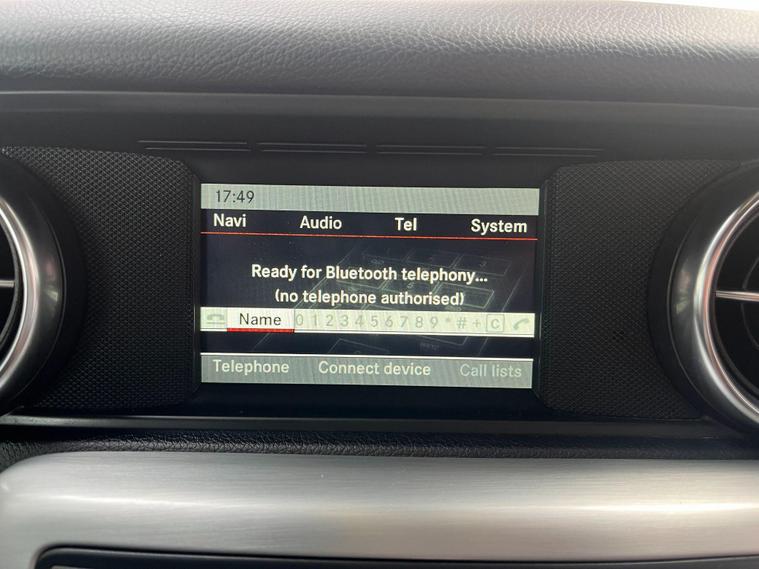 17:49
Navi Audio Tel System
Ready for Bluetooth telephony...
(no telephone authorised)
Name 0 1 2 3 4 5 6 7 8 9 * # + C
Telephone Connect device Call lists